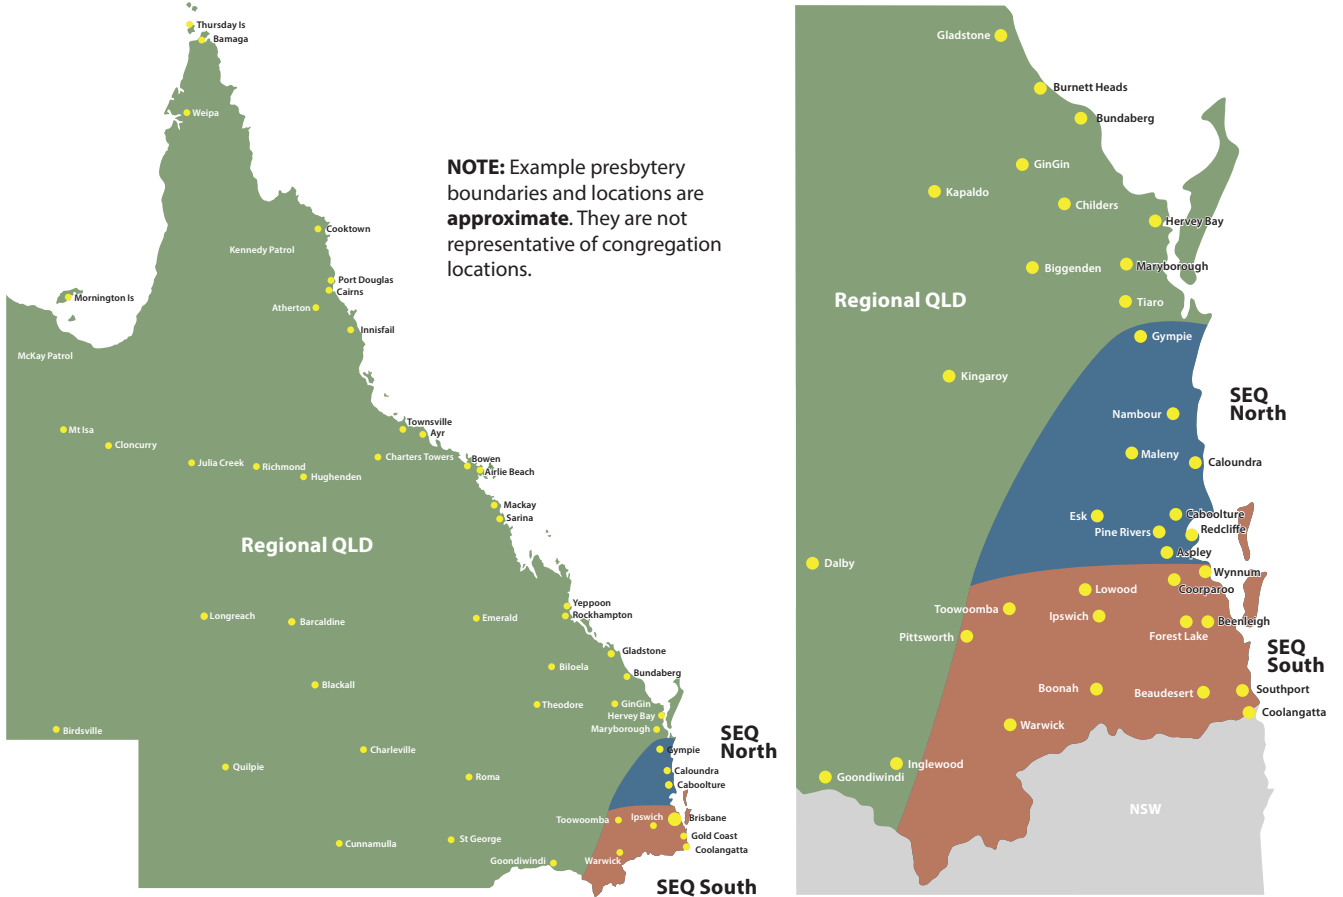 Thursday Is
Bamaga
Weipa
NOTE: Example presbytery
boundaries and locations are
approximate. They are not
representative of congregation
locations.
Cooktown
Kennedy Patrol
Port Douglas
Cairns
Mornington Is
Atherton
Innisfail
McKay Patrol
Townsville
Mt Isa
Ayr
Cloncurry
Charters Towers
Bowen
Julia Creek
Richmond
Airlie Beach
Hughenden
Mackay
Sarina
Regional QLD
Yeppoon
Rockhampton
Longreach
Barcaldine
Emerald
Gladstone
Biloela
Bundaberg
Blackall
Theodore
GinGin
Hervey Bay
Maryborough
Birdsville
SEQ
North
Charleville
Gympie
Quilpie
Caloundra
Roma
Caboolture
Toowoomba
Ipswich
Brisbane
Gold Coast
St George
Cunnamulla
Coolangatta
Goondiwindi
Warwick
SEQ South
Gladstone
Burnett Heads
Bundaberg
GinGin
Kapaldo
Childers
Hervey Bay
Biggenden
Maryborough
Regional QLD
Tiaro
Gympie
Kingaroy
SEQ
North
Nambour
Maleny
Caloundra
Esk
Caboolture
Pine Rivers
Redcliffe
Aspley
Dalby
Wynnum
Lowood
Coorparoo
Toowoomba
Ipswich
Beenleigh
Pittsworth
Forest Lake
SEQ
South
Boonah
Beaudesert
Southport
Coolangatta
Warwick
Inglewood
Goondiwindi
NSW